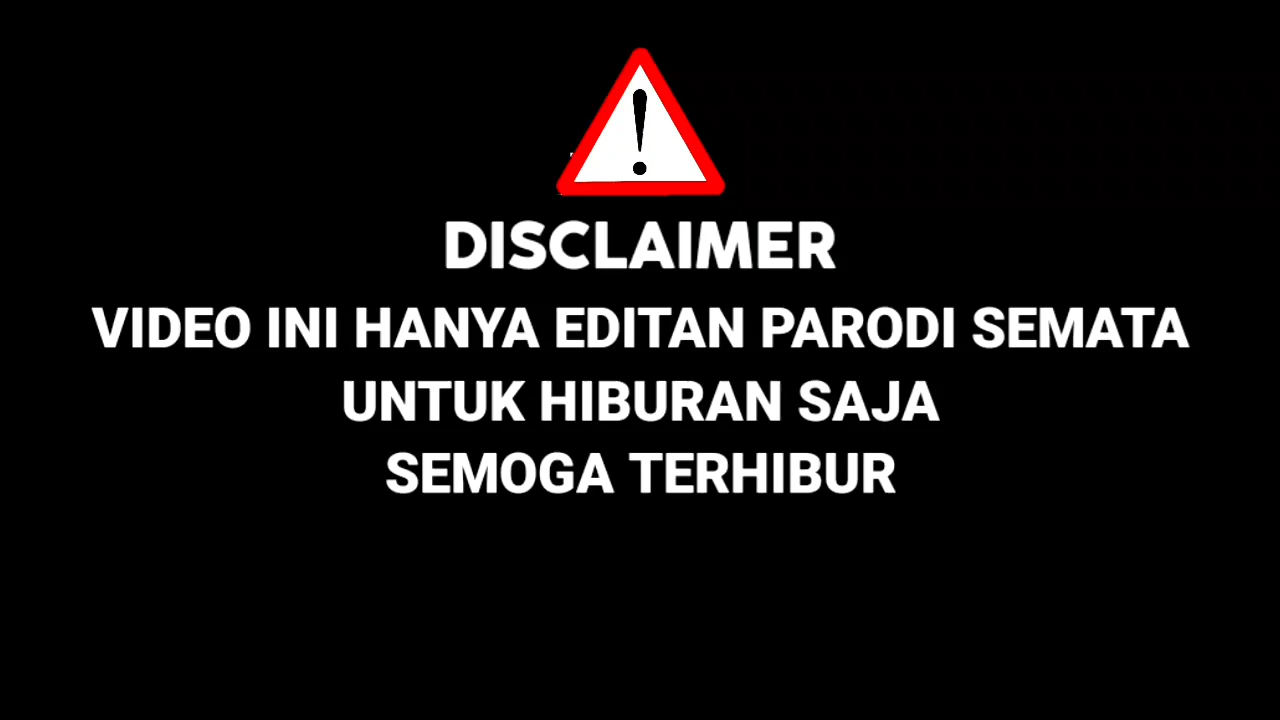 DISCLAIMER
VIDEO INI HANYA EDITAN PARODI SEMATA
UNTUK HIBURAN SAJA
SEMOGA TERHIBUR